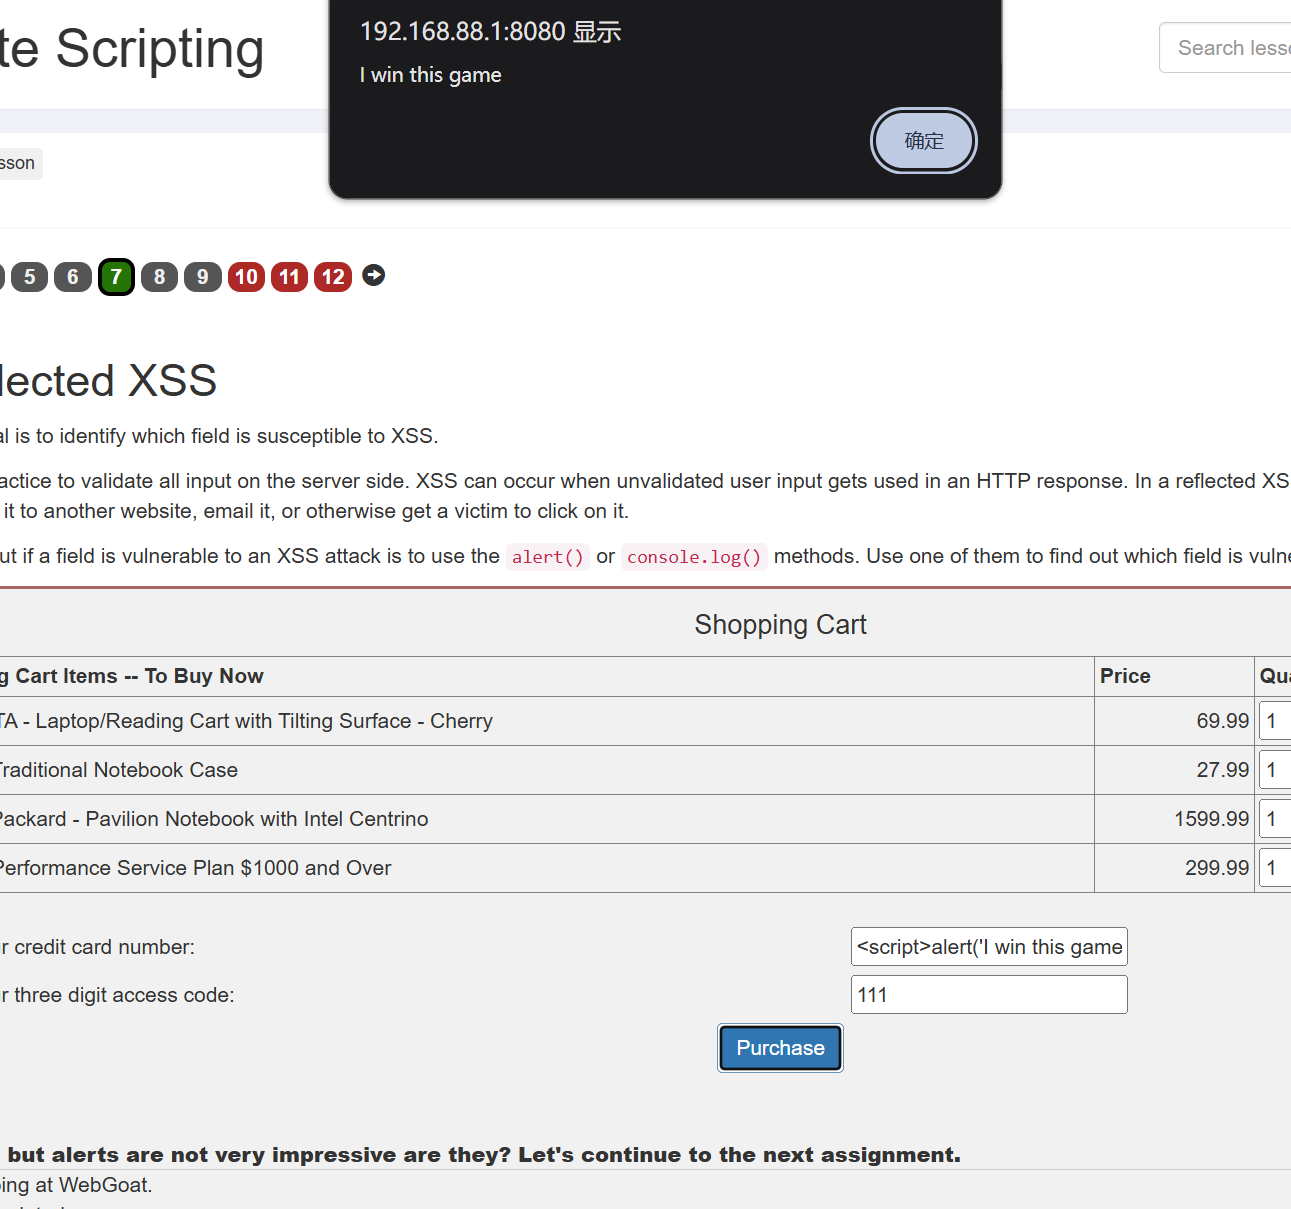 192.168.88.1:8080 显示
I win this game
确定
te Scripting
Search less
sson
5 6 7 8 9 10 11 12
lected XSS
al is to identify which field is susceptible to XSS.
actice to validate all input on the server side. XSS can occur when unvalidated user input gets used in an HTTP response. In a reflected XS
it to another website, email it, or otherwise get a victim to click on it.
ut if a field is vulnerable to an XSS attack is to use the alert() or console.log() methods. Use one of them to find out which field is vulne
Shopping Cart
g Cart Items -- To Buy Now Price Qua
TA - Laptop/Reading Cart with Tilting Surface - Cherry 69.99 1
Traditional Notebook Case 27.99 1
Packard - Pavilion Notebook with Intel Centrino 1599.99 1
Performance Service Plan $1000 and Over 299.99 1
r credit card number: <script>alert('I win this game
r three digit access code: 111
Purchase
but alerts are not very impressive are they? Let's continue to the next assignment.
ing at WebGoat.